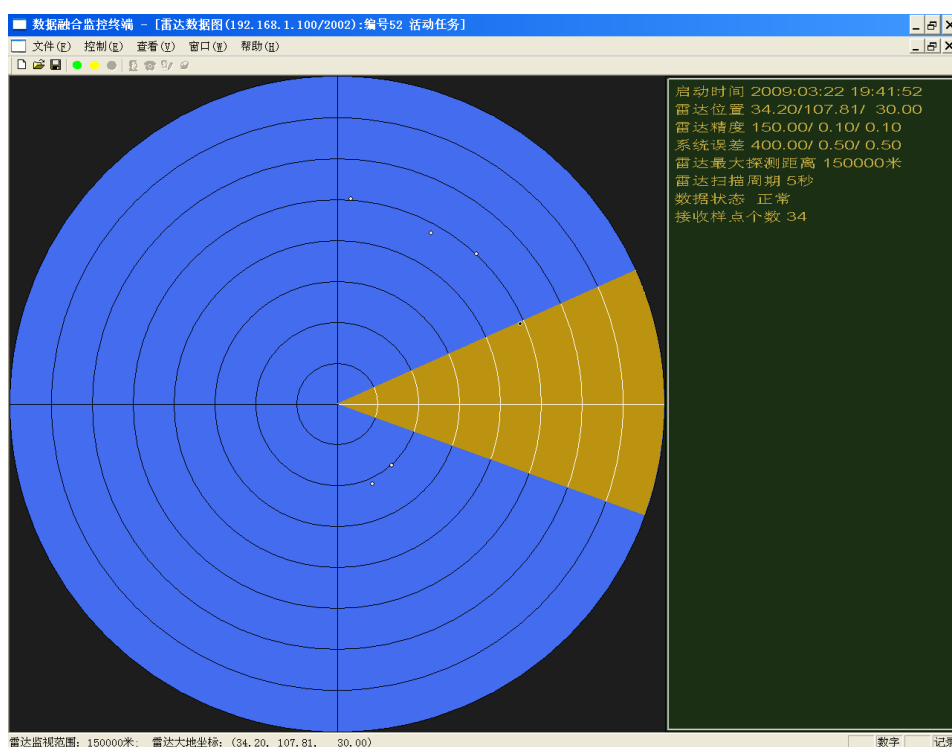 数据融合监控终端 - [雷达数据图(192.168.1.100/2002):编号52 活动任务]
文件(F) 控制(E) 查看(V) 窗口(W) 帮助(H)
启动时间 2009:03:22 19:41:52
雷达位置 34.20/107.81/ 30.00
雷达精度 150.00/ 0.10/ 0.10
系统误差 400.00/ 0.50/ 0.50
雷达最大探测距离 150000米
雷达扫描周期 5秒
数据状态 正常
接收样点个数 34
雷达监视范围: 150000米; 雷达大地坐标: (34.20, 107.81, 30.00) 数字